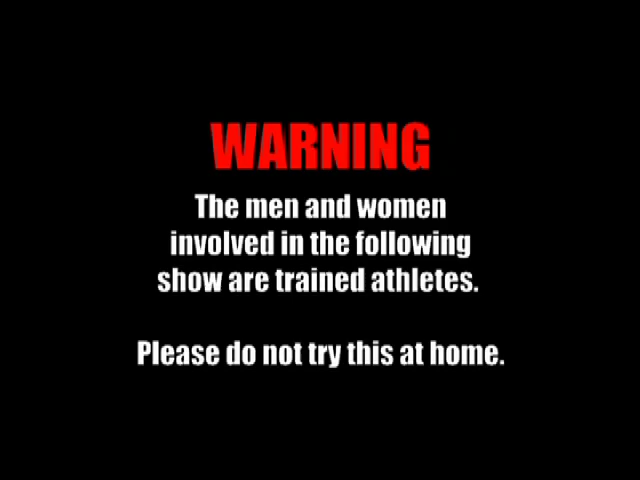 WARNING
The men and women
involved in the following
show are trained athletes.
Please do not try this at home.